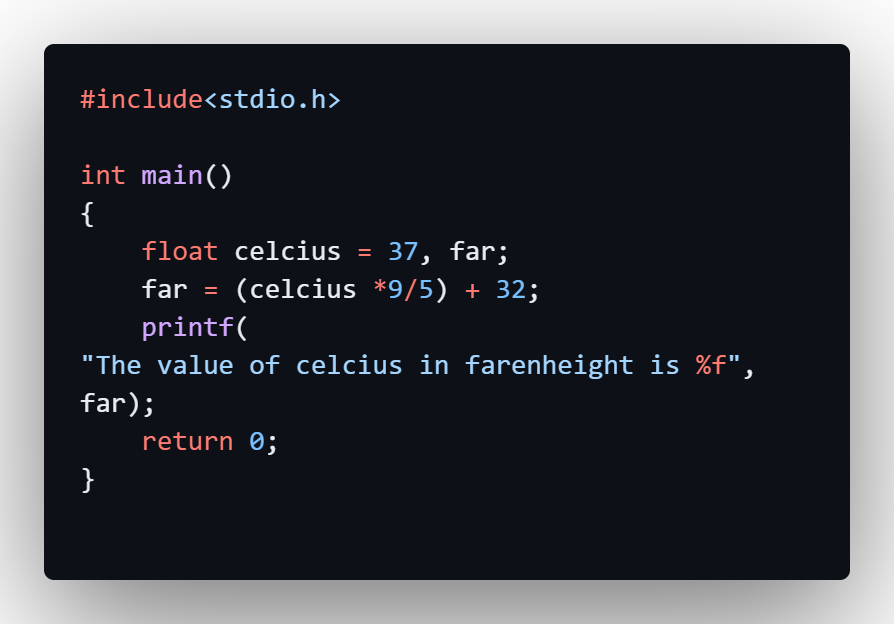 #include<stdio.h>
int main()
{
    float celcius = 37, far;
    far = (celcius *9/5) + 32;
    printf(
"The value of celcius in farenheight is %f",
far);
    return 0;
}